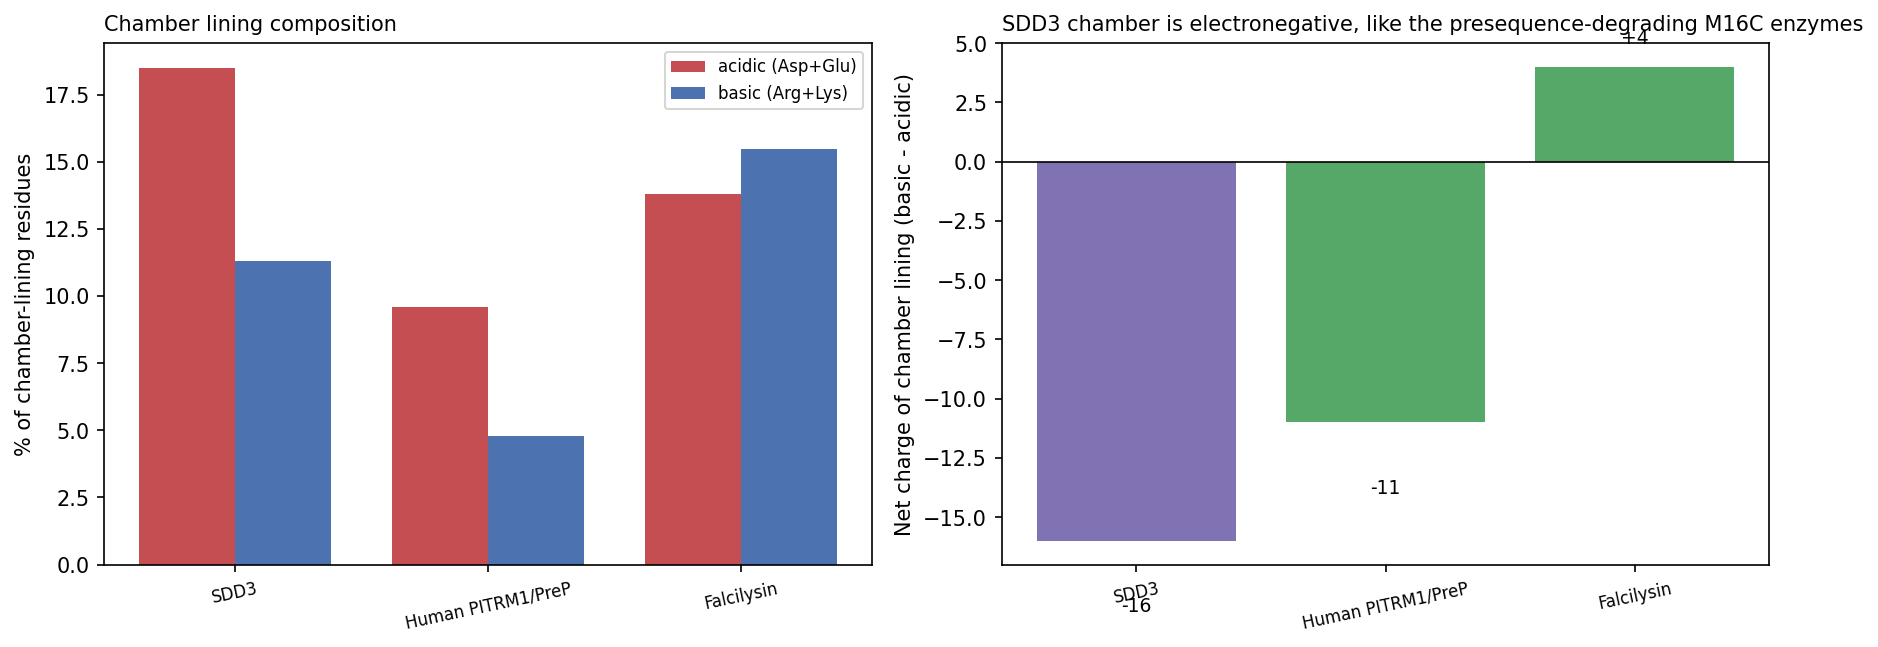 Chamber lining composition
% of chamber-lining residues
17.5
15.0
12.5
10.0
7.5
5.0
2.5
0.0
acidic (Asp+Glu)
basic (Arg+Lys)
SDD3
Human PITRM1/PreP
Falcilysin
SDD3 chamber is electronegative, like the presequence-degrading M16C enzymes
Net charge of chamber lining (basic - acidic)
5.0
2.5
0.0
−2.5
−5.0
−7.5
−10.0
−12.5
−15.0
+4
-11
-16
SDD3
Human PITRM1/PreP
Falcilysin